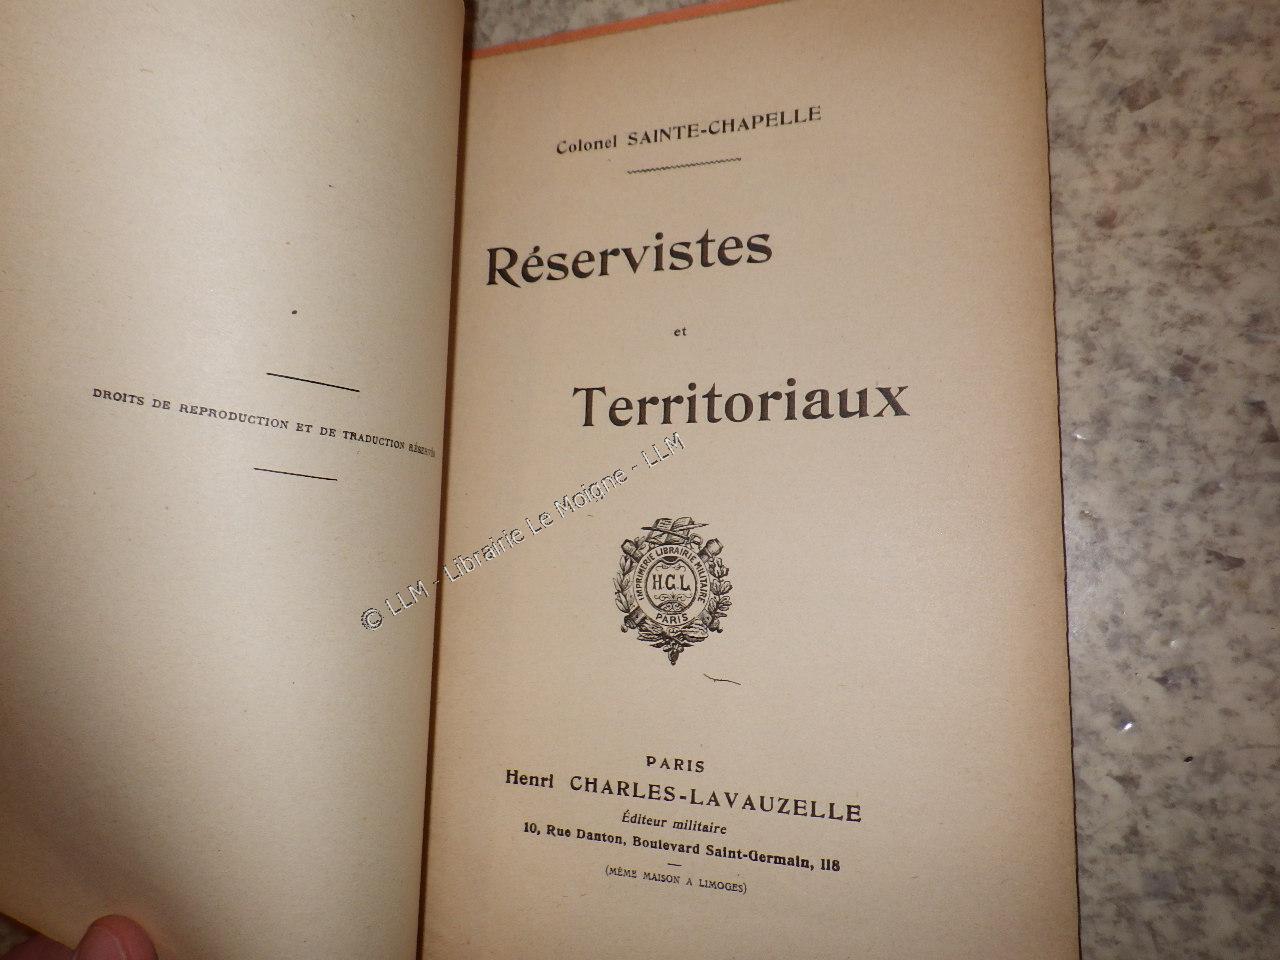 DROITS DE REPRODUCTION ET DE TRADUCTION RÉSERVÉS
Colonel SAINTE-CHAPELLE
Réservistes
et
Territoriaux
IMPRIMERIE LIBRAIRIE MILITAIRE
H.C.L
PARIS
PARIS
Henri CHARLES-LAVAUZELLE
Éditeur militaire
10, Rue Danton, Boulevard Saint-Germain, 118
(MÊME MAISON A LIMOGES)
© LLM - Librairie Le Moigne - LLM